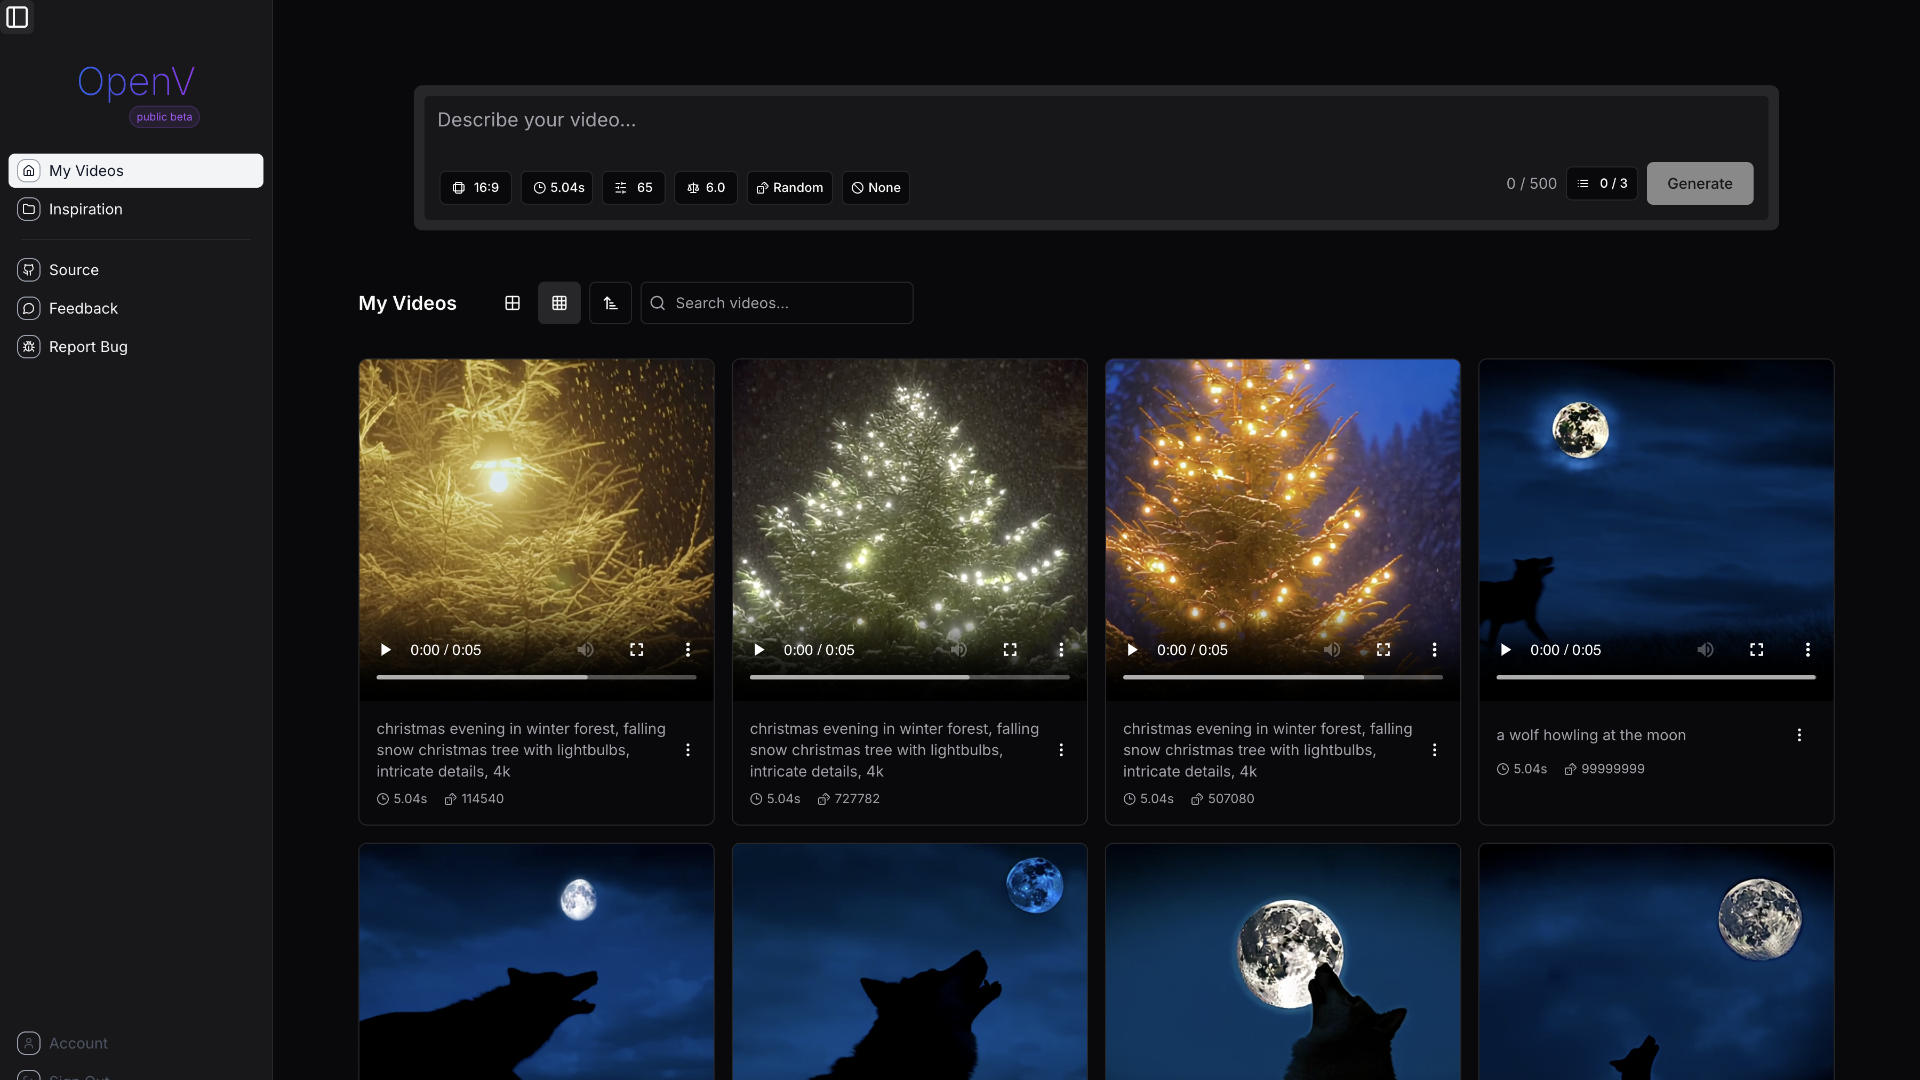 OpenV
public beta
My Videos
Inspiration
Source
Feedback
Report Bug
Account
Sign Out
Describe your video...
16:9
5.04s
65
6.0
Random
None
0 / 500
0 / 3
Generate
My Videos
Search videos...
0:00 / 0:05
christmas evening in winter forest, falling
snow christmas tree with lightbulbs,
intricate details, 4k
5.04s
114540
0:00 / 0:05
christmas evening in winter forest, falling
snow christmas tree with lightbulbs,
intricate details, 4k
5.04s
727782
0:00 / 0:05
christmas evening in winter forest, falling
snow christmas tree with lightbulbs,
intricate details, 4k
5.04s
507080
0:00 / 0:05
a wolf howling at the moon
5.04s
99999999